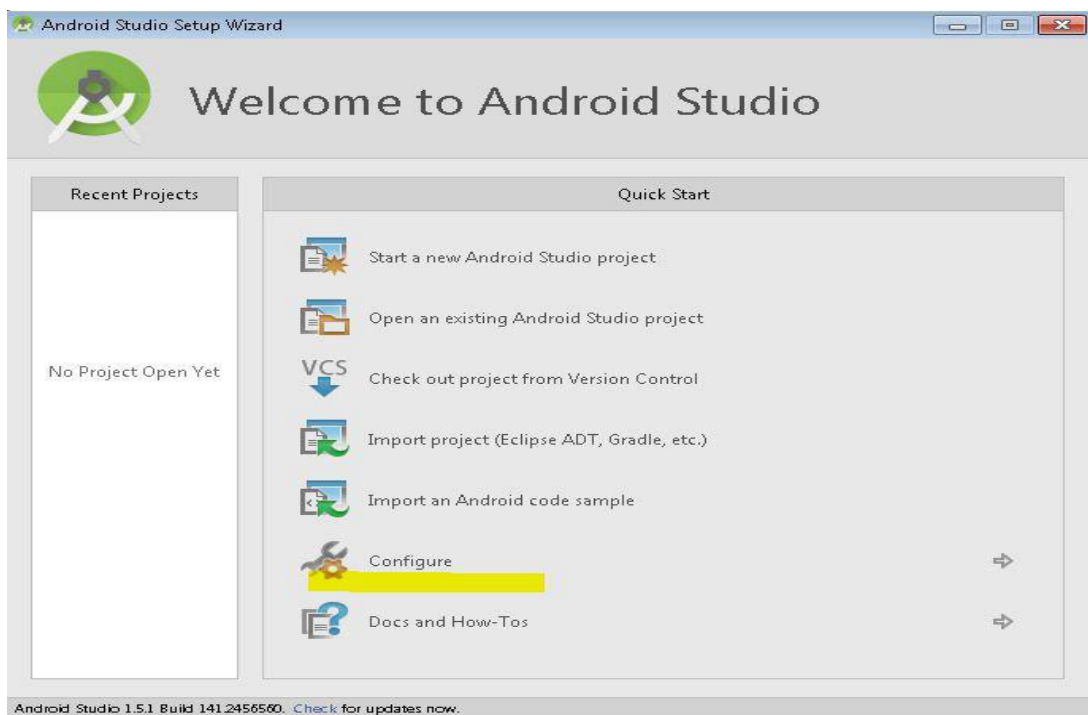 Android Studio Setup Wizard
Welcome to Android Studio
Recent Projects
No Project Open Yet
Quick Start
Start a new Android Studio project
Open an existing Android Studio project
VCS
Check out project from Version Control
Import project (Eclipse ADT, Gradle, etc.)
Import an Android code sample
Configure
Docs and How-Tos
Android Studio 1.5.1 Build 141.2456560. Check for updates now.